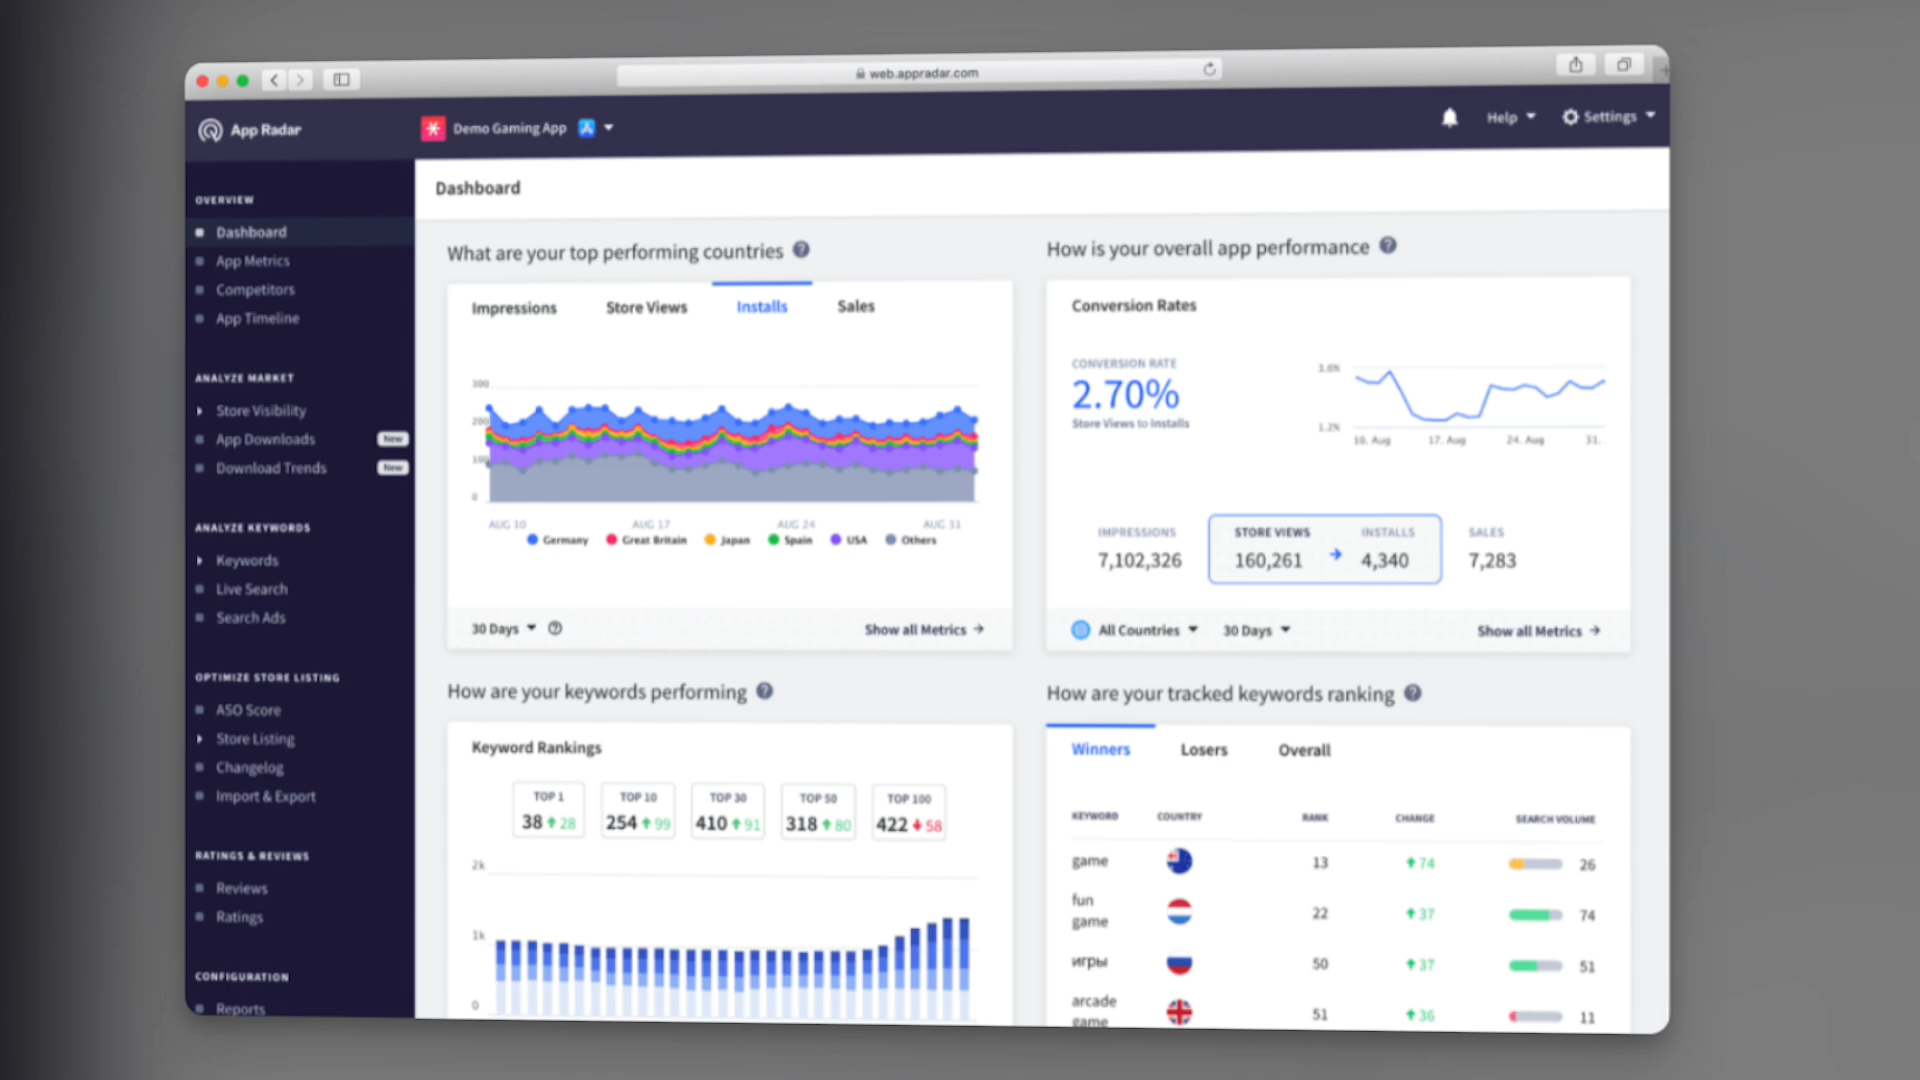 web.appradar.com
App Radar
Demo Gaming App
Help
Settings
OVERVIEW
Dashboard
App Metrics
Competitors
App Timeline
ANALYZE MARKET
Store Visibility
App Downloads New
Download Trends New
ANALYZE KEYWORDS
Keywords
Live Search
Search Ads
OPTIMIZE STORE LISTING
ASO Score
Store Listing
Changelog
Import & Export
RATINGS & REVIEWS
Reviews
Ratings
CONFIGURATION
Reports
Dashboard
What are your top performing countries ?
Impressions Store Views Installs Sales
300
200
100
0
AUG 10 AUG 17 AUG 24 AUG 31
Germany Great Britain Japan Spain USA Others
30 Days ? Show all Metrics →
How is your overall app performance ?
Conversion Rates
CONVERSION RATE
2.70%
Store Views to Installs
3.6%
1.2%
10. Aug 17. Aug 24. Aug 31.
IMPRESSIONS STORE VIEWS INSTALLS SALES
7,102,326 160,261 → 4,340 7,283
All Countries 30 Days Show all Metrics →
How are your keywords performing ?
Keyword Rankings
TOP 1 TOP 10 TOP 30 TOP 50 TOP 100
38 ↑ 28 254 ↑ 99 410 ↑ 91 318 ↑ 80 422 ↓ 58
2k
1k
0
How are your tracked keywords ranking ?
Winners Losers Overall
KEYWORD COUNTRY RANK CHANGE SEARCH VOLUME
game 13 ↑ 74 26
fun
game 22 ↑ 37 74
игры 50 ↑ 37 51
arcade
game 51 ↑ 36 11